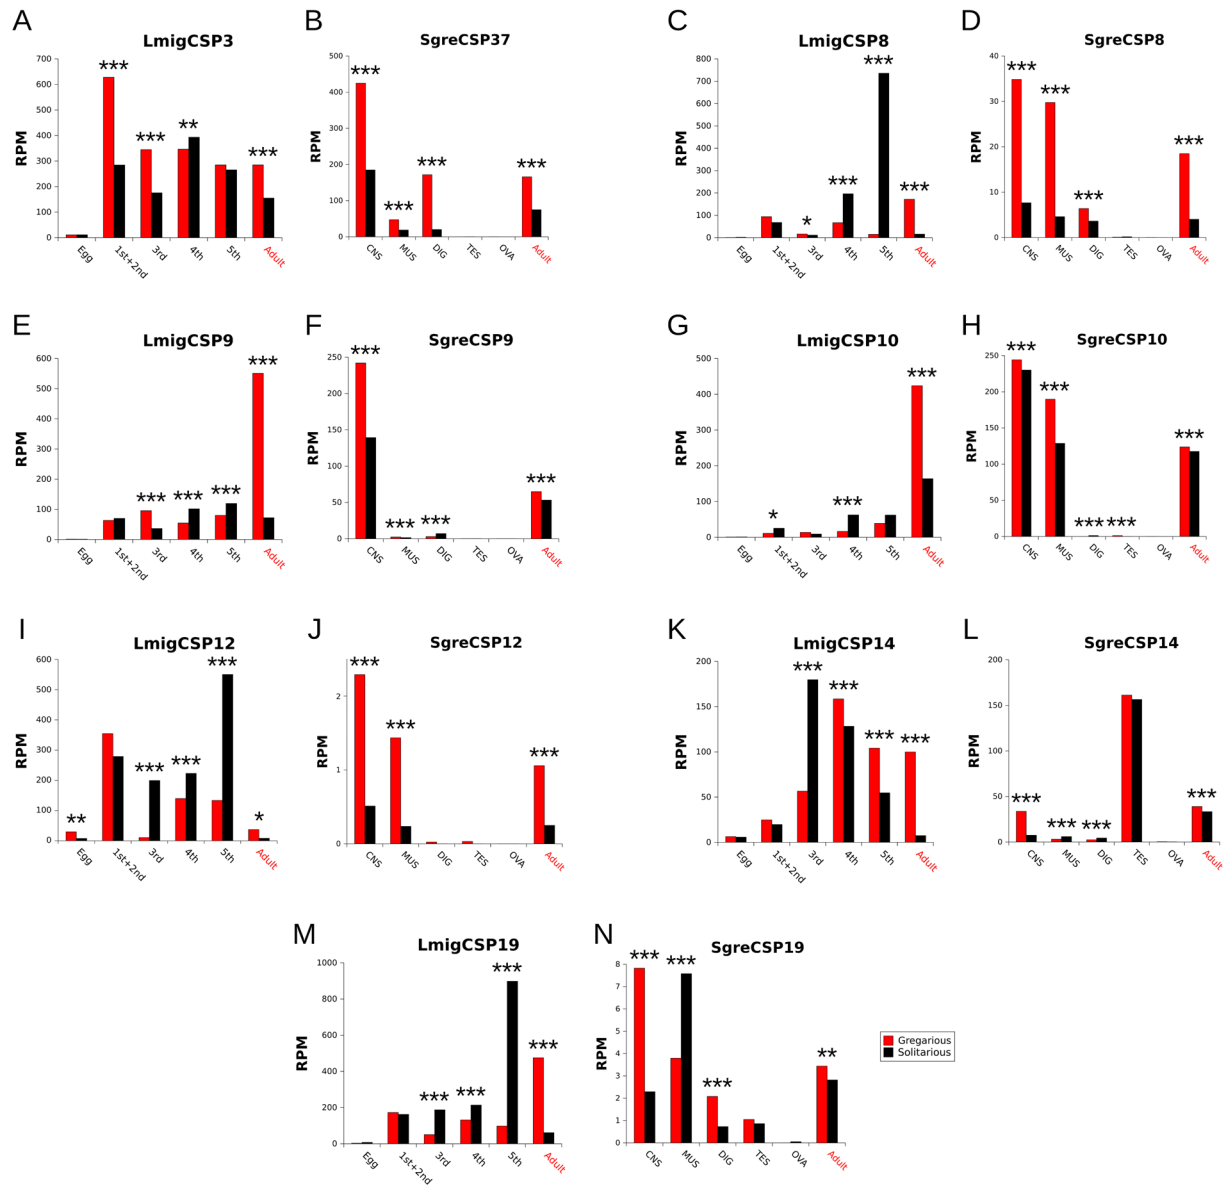 A
LmigCSP3
RPM
700
600
500
400
300
200
100
0
***
***
**
***
Egg
1st+2nd
3rd
4th
5th
Adult
B
SgreCSP37
RPM
500
400
300
200
100
0
***
***
***
***
CNS
MUS
DIG
TES
OVA
Adult
C
LmigCSP8
RPM
800
700
600
500
400
300
200
100
0
*
***
***
***
Egg
1st+2nd
3rd
4th
5th
Adult
D
SgreCSP8
RPM
40
30
20
10
0
***
***
***
***
CNS
MUS
DIG
TES
OVA
Adult
E
LmigCSP9
RPM
600
500
400
300
200
100
0
***
***
***
***
Egg
1st+2nd
3rd
4th
5th
Adult
F
SgreCSP9
RPM
250
200
150
100
50
0
***
***
***
***
CNS
MUS
DIG
TES
OVA
Adult
G
LmigCSP10
RPM
500
400
300
200
100
0
*
***
***
Egg
1st+2nd
3rd
4th
5th
Adult
H
SgreCSP10
RPM
250
200
150
100
50
0
***
***
***
***
***
CNS
MUS
DIG
TES
OVA
Adult
I
LmigCSP12
RPM
600
500
400
300
200
100
0
**
***
***
***
*
Egg
1st+2nd
3rd
4th
5th
Adult
J
SgreCSP12
RPM
2
1
0
***
***
***
CNS
MUS
DIG
TES
OVA
Adult
K
LmigCSP14
RPM
200
150
100
50
0
***
***
***
***
Egg
1st+2nd
3rd
4th
5th
Adult
L
SgreCSP14
RPM
200
150
100
50
0
***
***
***
***
CNS
MUS
DIG
TES
OVA
Adult
M
LmigCSP19
RPM
1000
800
600
400
200
0
***
***
***
***
Egg
1st+2nd
3rd
4th
5th
Adult
N
SgreCSP19
RPM
8
7
6
5
4
3
2
1
0
***
***
***
**
CNS
MUS
DIG
TES
OVA
Adult
Gregarious
Solitarious